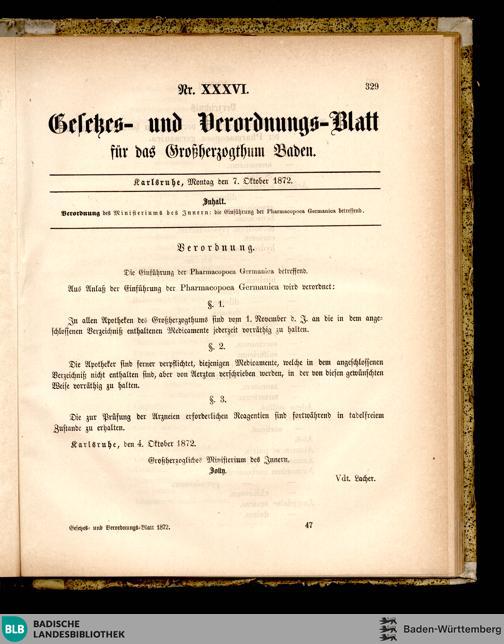 Nr. XXXVI.
329
Gesetzes- und Verordnungs-Blatt
für das Großherzogthum Baden.
Karlsruhe, Montag den 7. Oktober 1872.
Inhalt.
Verordnung des Ministeriums des Innern: die Einführung der Pharmacopoea Germanica betreffend.
Verordnung.
Die Einführung der Pharmacopoea Germanica betreffend.
Aus Anlaß der Einführung der Pharmacopoea Germanica wird verordnet:
§. 1.
In allen Apotheken des Großherzogthums sind vom 1. November d. J. an die in dem ange-
schlossenen Verzeichniß enthaltenen Medicamente jederzeit vorräthig zu halten.
§. 2.
Die Apotheker sind ferner verpflichtet, diejenigen Medicamente, welche in dem angeschlossenen
Verzeichniß nicht enthalten sind, aber von Aerzten verschrieben werden, in der von diesen gewünschten
Weise vorräthig zu halten.
§. 3.
Die zur Prüfung der Arzneien erforderlichen Reagentien sind fortwährend in tadelfreiem
Zustande zu erhalten.
Karlsruhe, den 4. Oktober 1872.
Großherzogliches Ministerium des Innern.
Jolly.
Vdt. Lacher.
Gesetzes- und Verordnungs-Blatt 1872.
47
BLB BADISCHE
LANDESBIBLIOTHEK
Baden-Württemberg